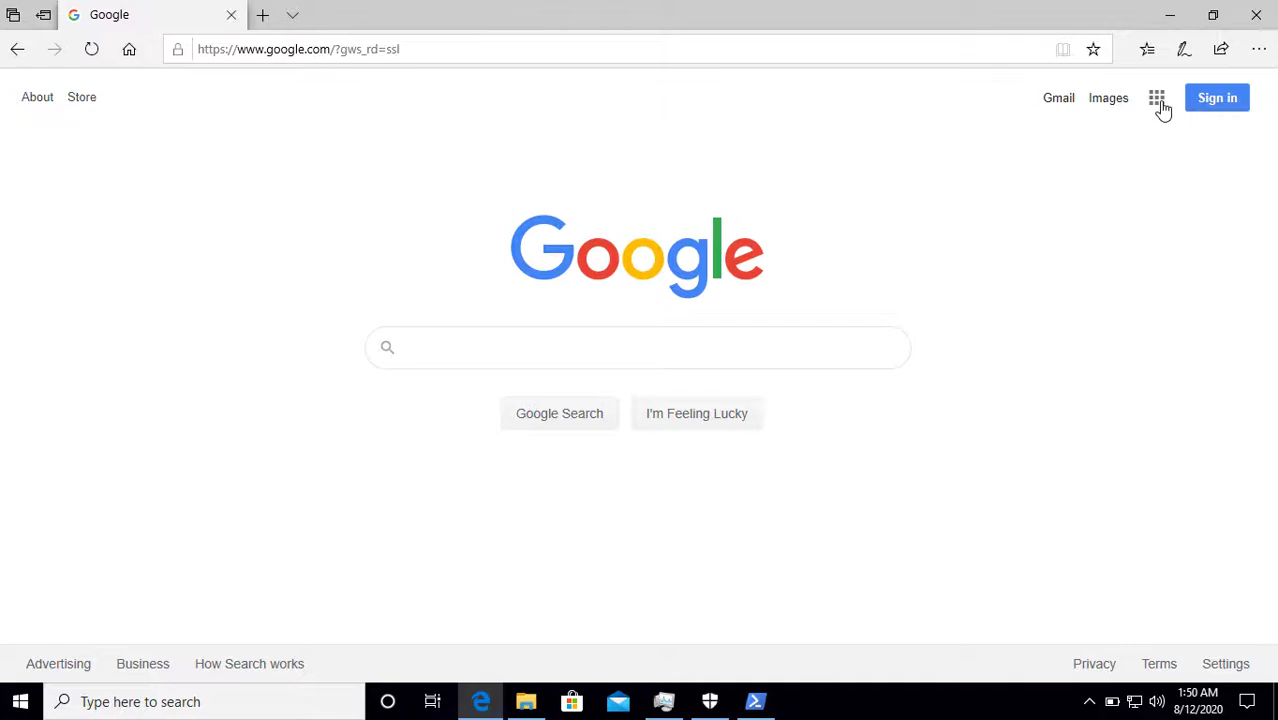 Google
https://www.google.com/?gws_rd=ssl
About Store
Gmail Images Sign in
Google
Google Search I'm Feeling Lucky
Advertising Business How Search works
Privacy Terms Settings
Type here to search
1:50 AM
8/12/2020